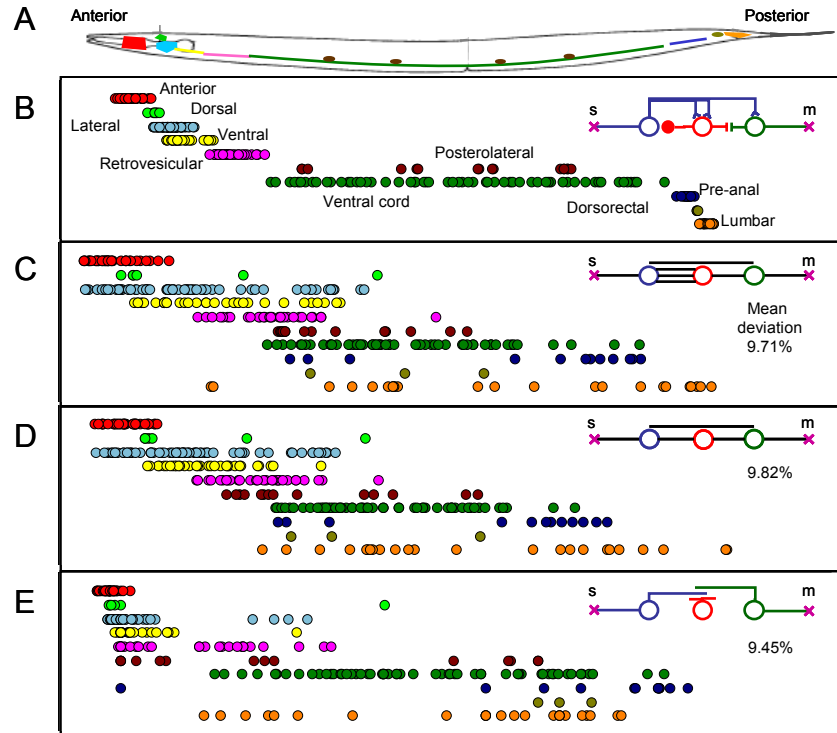 A
Anterior
Posterior
B
Anterior
Dorsal
Lateral
Ventral
Retrovesicular
Posterolateral
Ventral cord
Dorsorectal
Pre-anal
Lumbar
s
m
C
s
m
Mean
deviation
9.71%
D
s
m
9.82%
E
s
m
9.45%